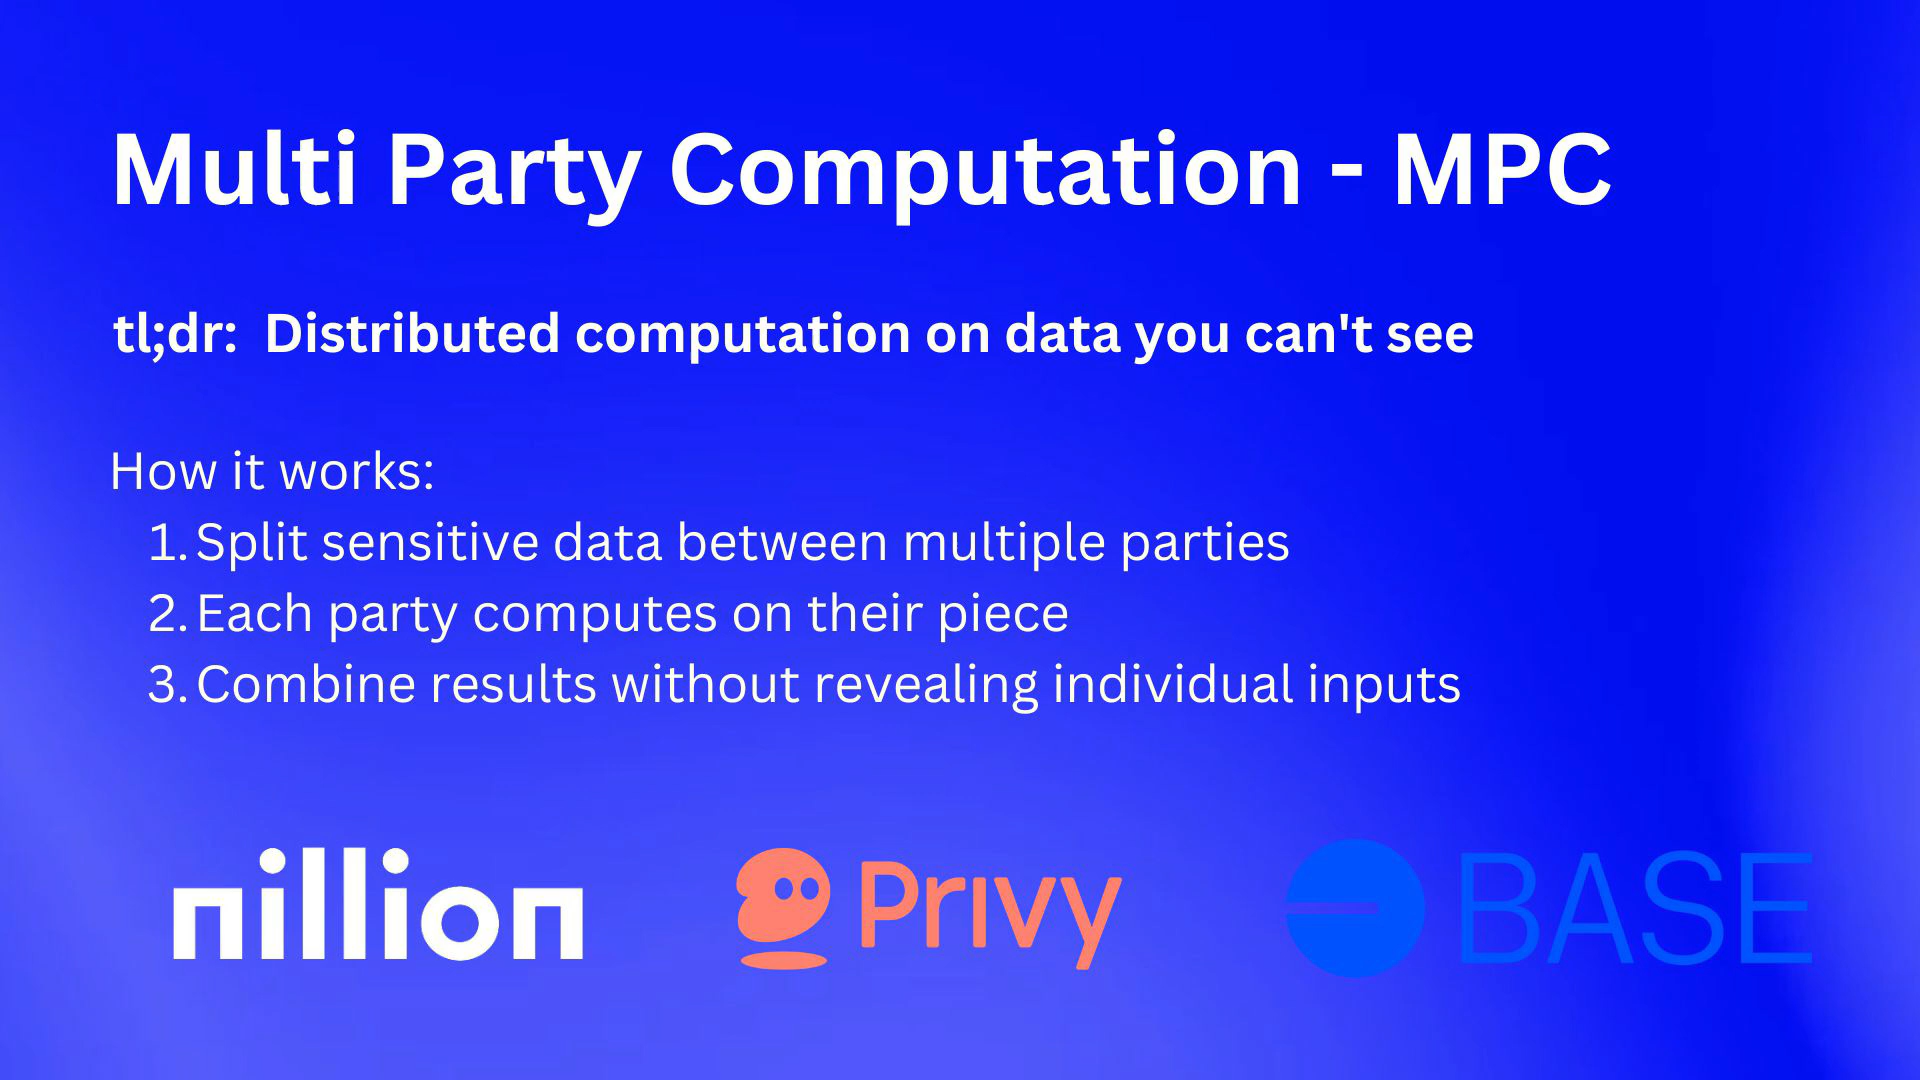 Multi Party Computation - MPC
tl;dr: Distributed computation on data you can't see
How it works:
1. Split sensitive data between multiple parties
2. Each party computes on their piece
3. Combine results without revealing individual inputs
nillion
Privy
BASE